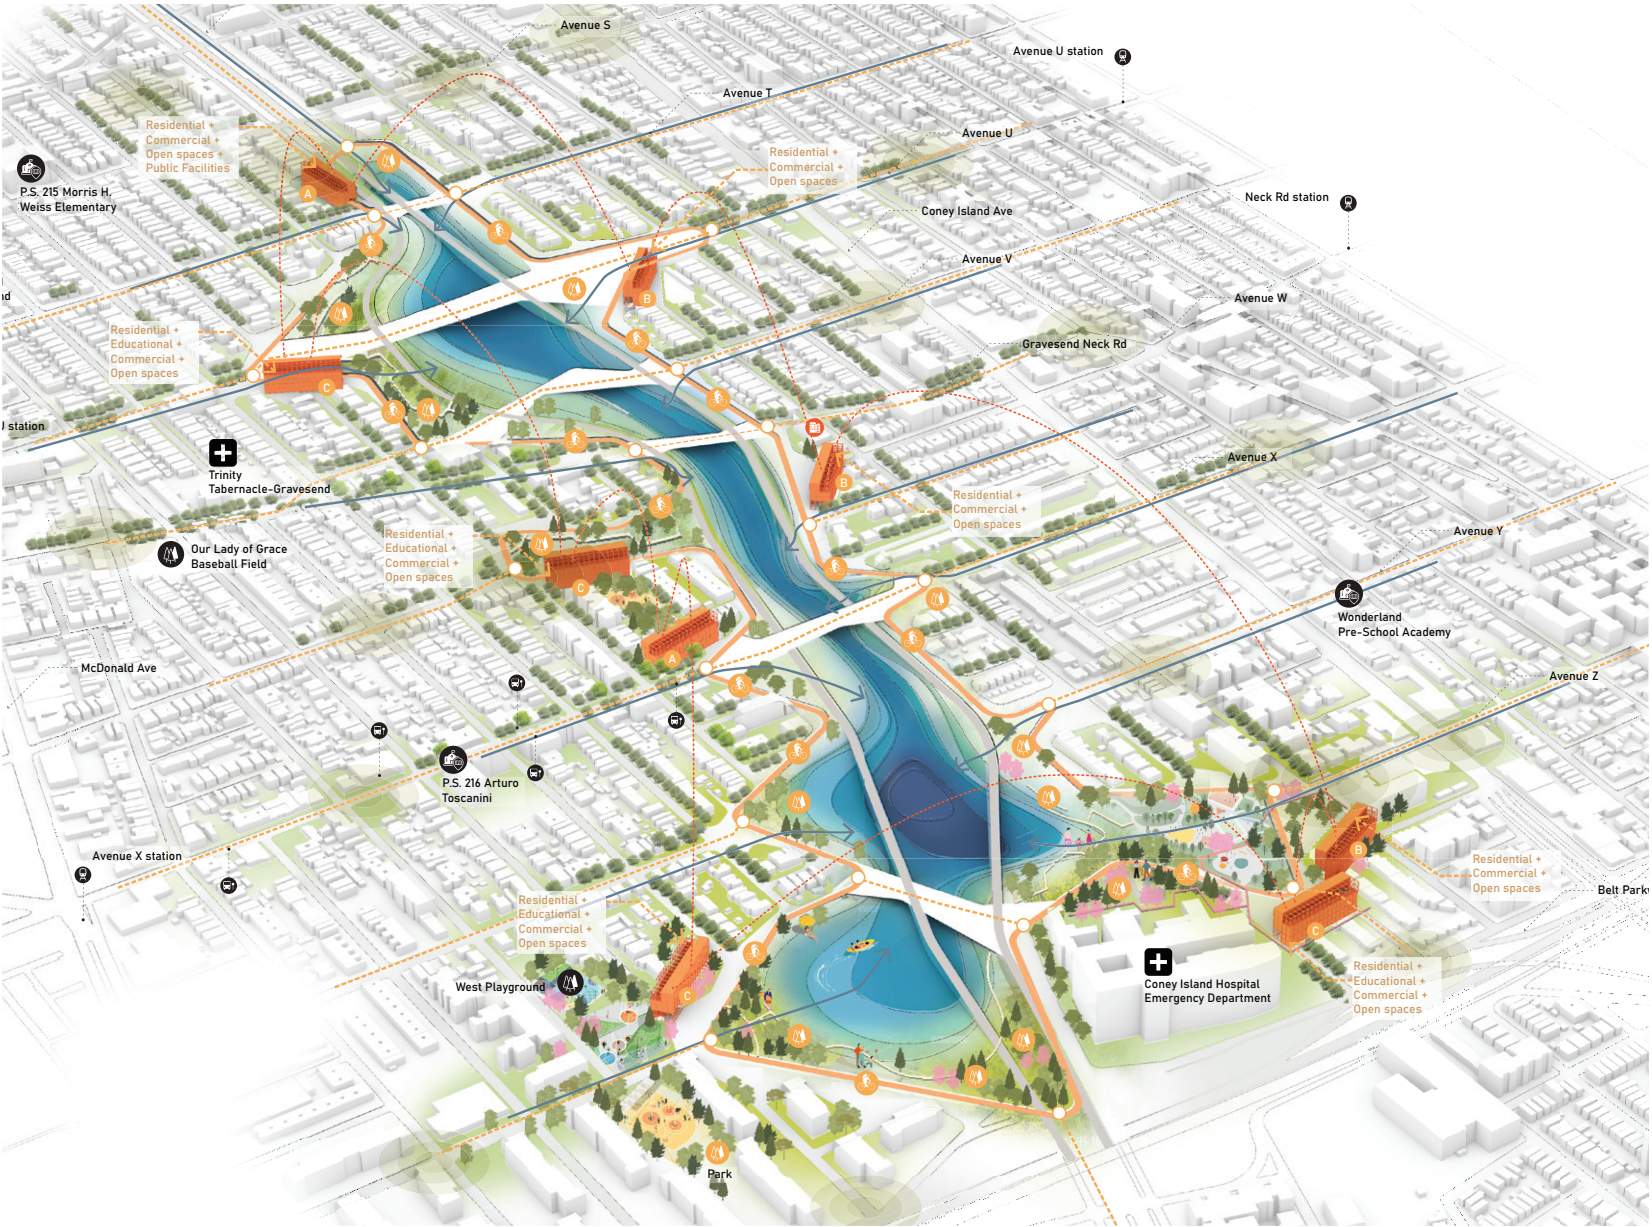 Avenue S
Avenue U station
Avenue T
Residential +
Commercial +
Open spaces +
Public Facilities
Avenue U
P.S. 215 Morris H.
Weiss Elementary
A
Residential +
Commercial +
Open spaces
Neck Rd station
Coney Island Ave
Avenue V
B
nd
Avenue W
Residential +
Educational +
Commercial +
Open spaces
Gravesend Neck Rd
C
station
Trinity
Tabernacle-Gravesend
Avenue X
B
Residential +
Commercial +
Open spaces
Residential +
Educational +
Commercial +
Open spaces
Avenue Y
Our Lady of Grace
Baseball Field
C
Wonderland
Pre-School Academy
A
McDonald Ave
Avenue Z
P.S. 216 Arturo
Toscanini
Avenue X station
B
Residential +
Commercial +
Open spaces
Belt Park
Residential +
Educational +
Commercial +
Open spaces
C
West Playground
C
Coney Island Hospital
Emergency Department
Residential +
Educational +
Commercial +
Open spaces
Park